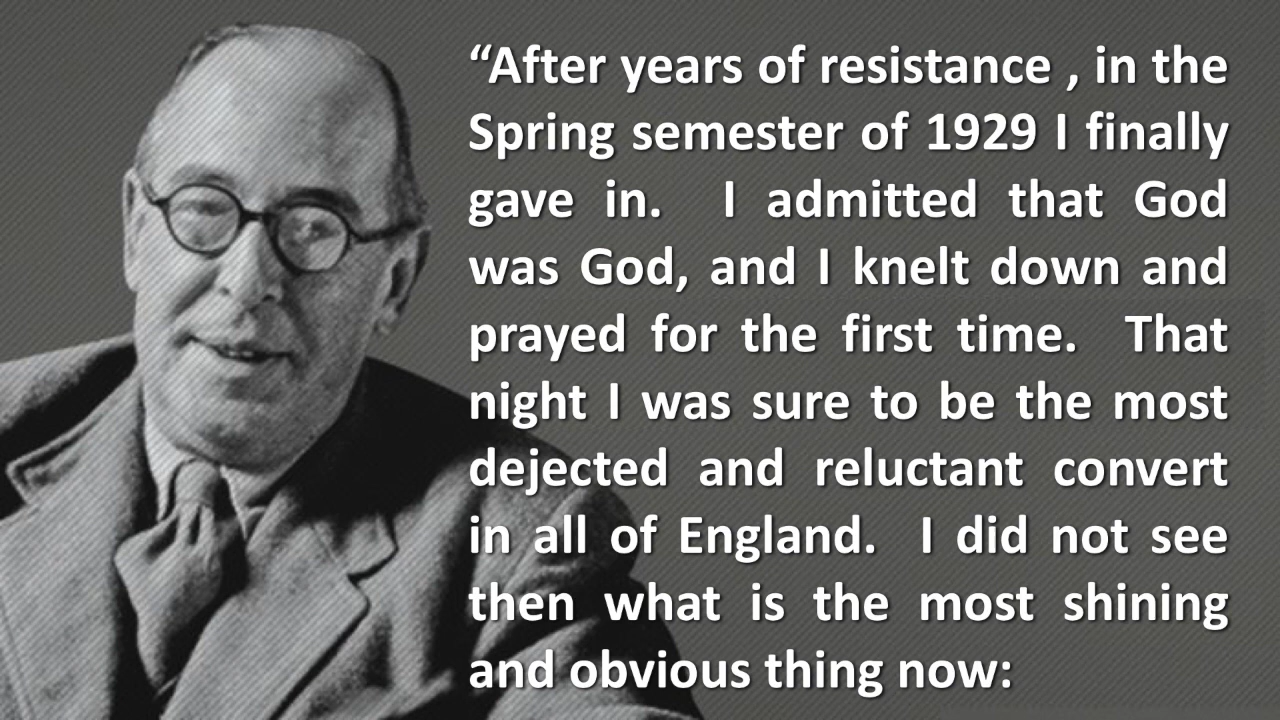 “After years of resistance , in the
Spring semester of 1929 I finally
gave in. I admitted that God
was God, and I knelt down and
prayed for the first time. That
night I was sure to be the most
dejected and reluctant convert
in all of England. I did not see
then what is the most shining
and obvious thing now: